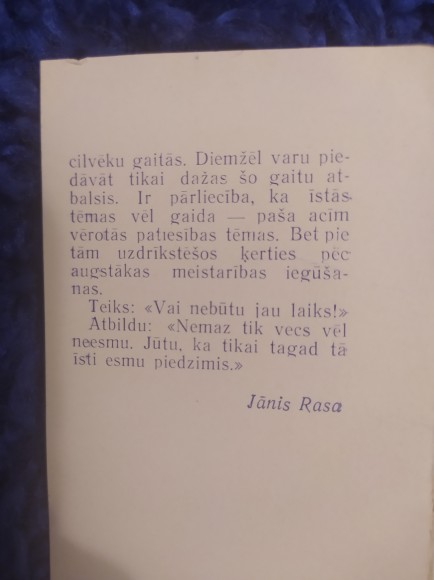 cilvēku gaitās. Diemžēl varu pie-
dāvāt tikai dažas šo gaitu at-
balsis. Ir pārliecība, ka īstās
tēmas vēl gaida — paša acīm
vērotās patiesības tēmas. Bet pie
tām uzdrīkstēšos ķerties pēc
augstākas meistarības iegūša-
nas.
Teiks: «Vai nebūtu jau laiks!»
Atbildu: «Nemaz tik vecs vēl
neesmu. Jūtu, ka tikai tagad tā
īsti esmu piedzimis.»
Jānis Rasa